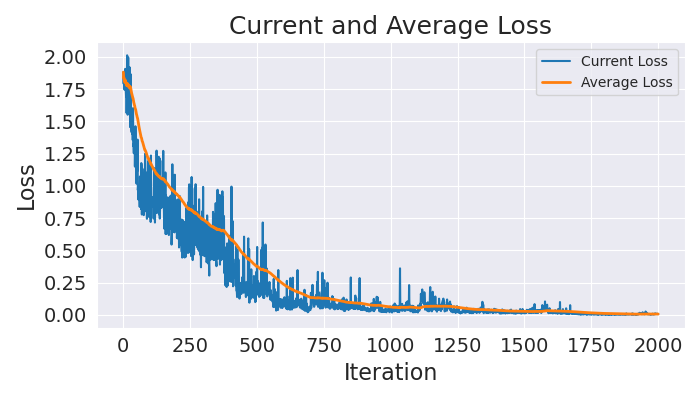 Current and Average Loss
Current Loss
Average Loss
Loss
2.00
1.75
1.50
1.25
1.00
0.75
0.50
0.25
0.00
0 250 500 750 1000 1250 1500 1750 2000
Iteration